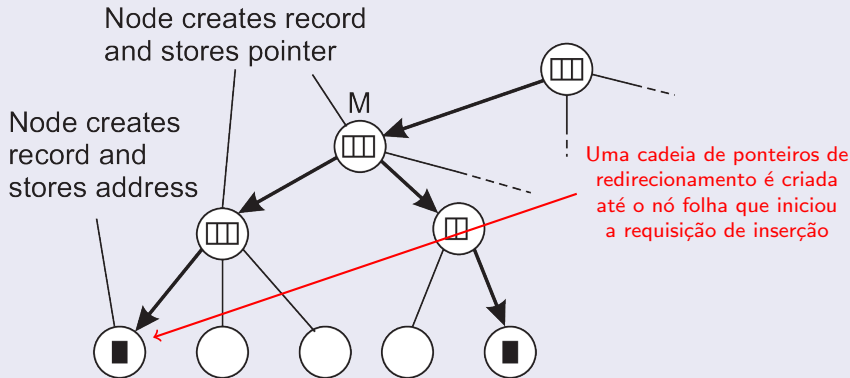 Node creates record
and stores pointer
M
Node creates
record and
stores address
Uma cadeia de ponteiros de
redirecionamento é criada
até o nó folha que iniciou
a requisição de inserção